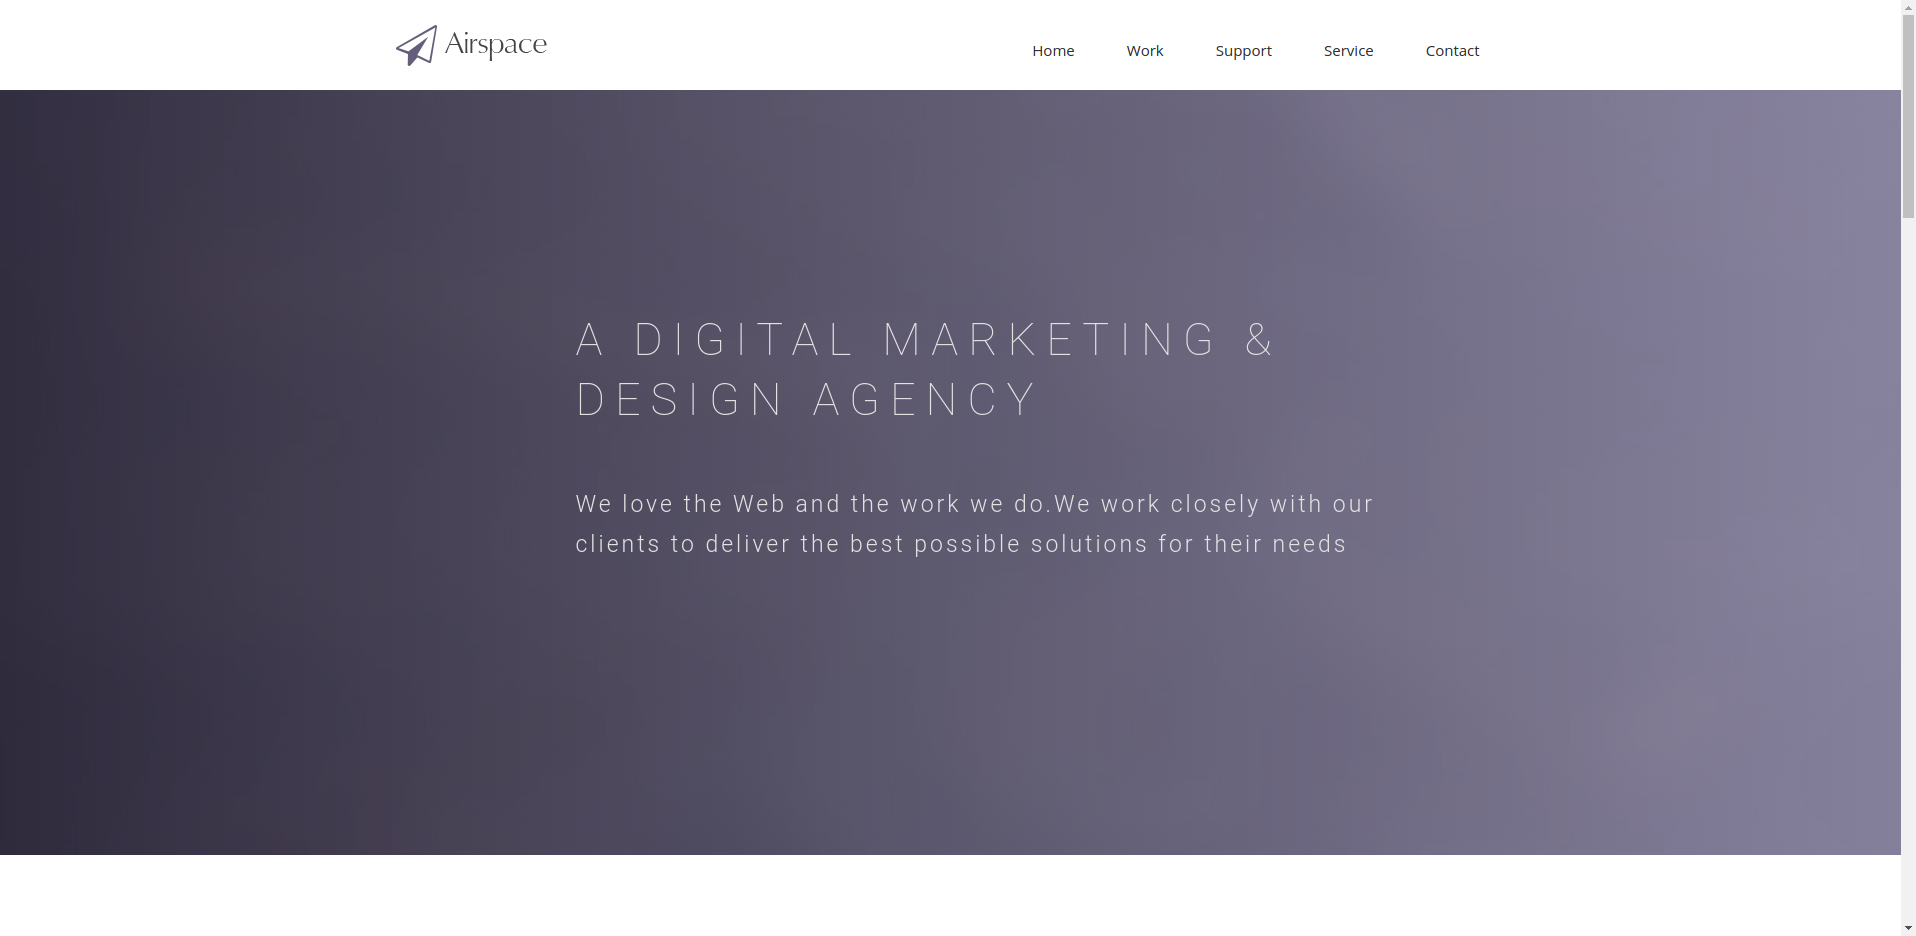 Airspace
Home Work Support Service Contact
A DIGITAL MARKETING &
DESIGN AGENCY
We love the Web and the work we do.We work closely with our
clients to deliver the best possible solutions for their needs